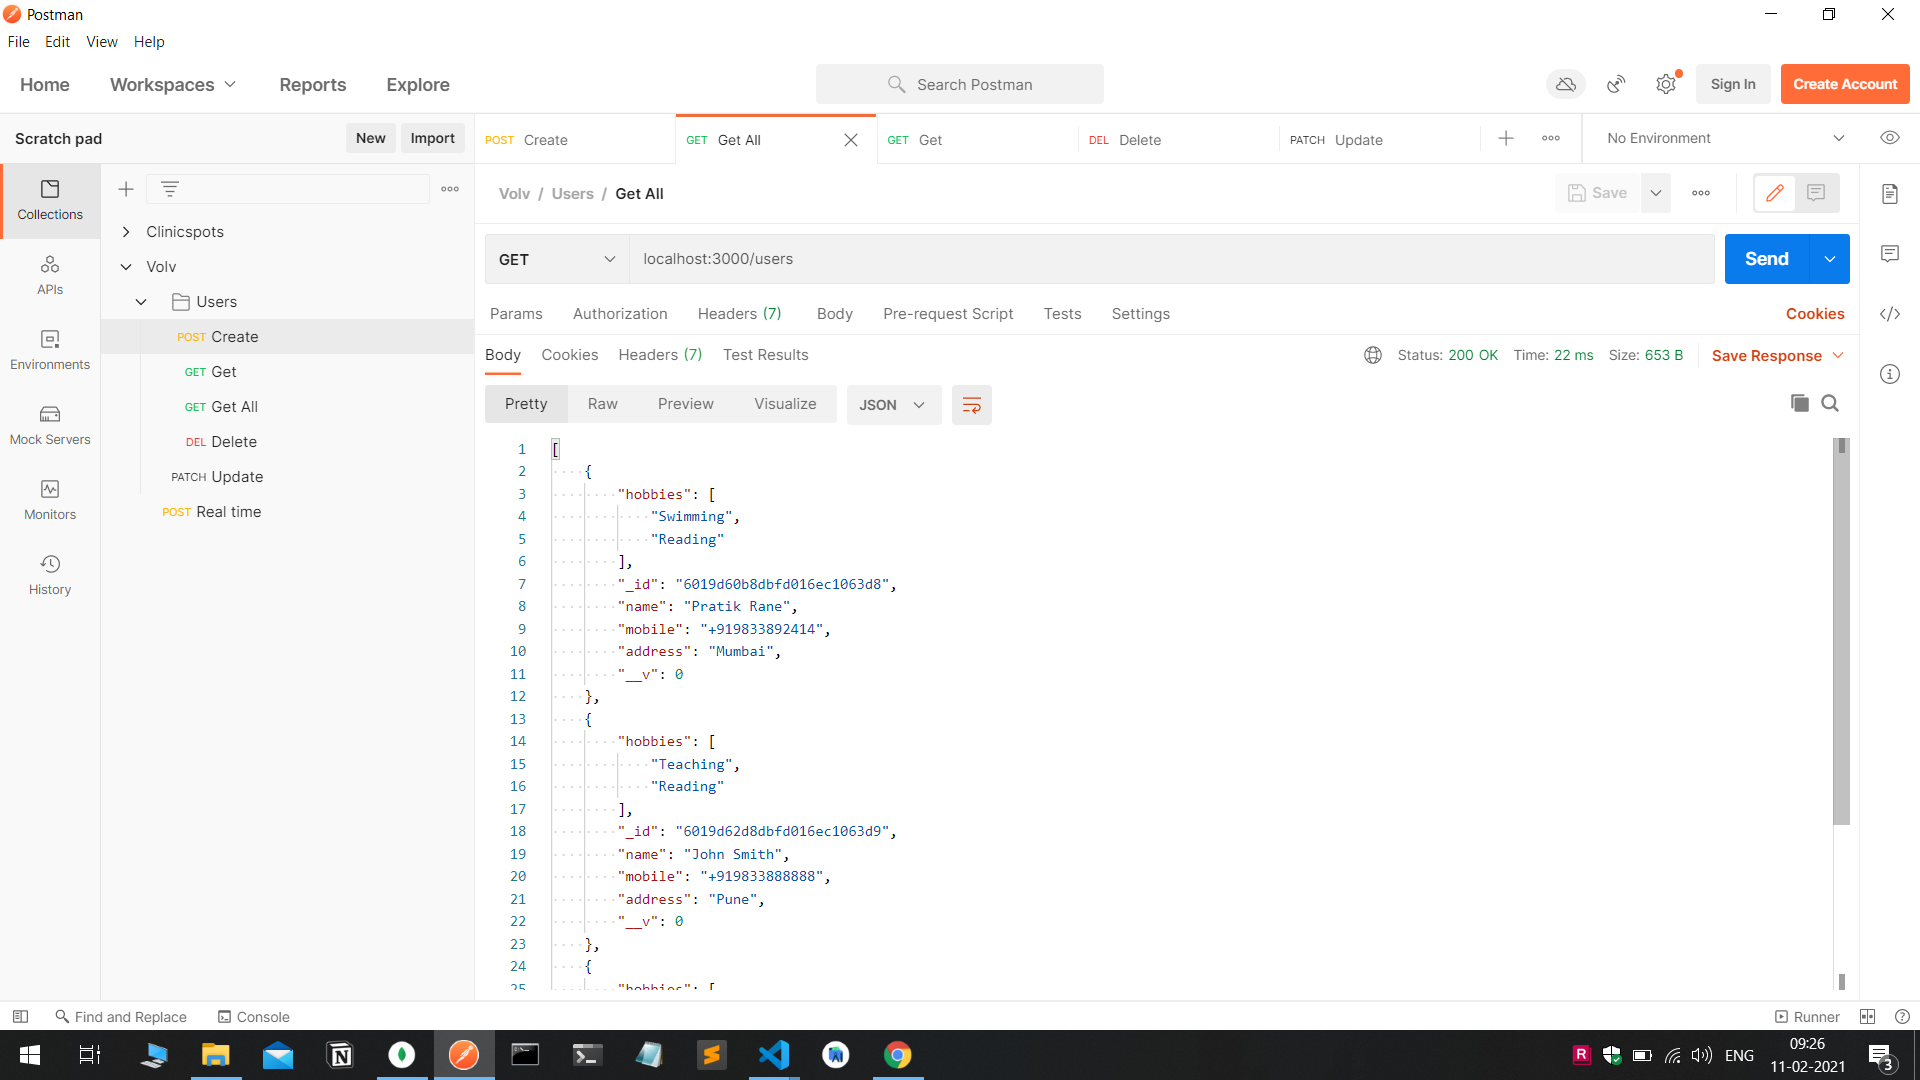 Postman
File Edit View Help
Home Workspaces Reports Explore Search Postman Sign In Create Account
Scratch pad New Import POST Create GET Get All GET Get DEL Delete PATCH Update No Environment
Collections
APIs
Environments
Mock Servers
Monitors
History
Clinicspots
Volv
Users
POST Create
GET Get
GET Get All
DEL Delete
PATCH Update
POST Real time
Volv / Users / Get All Save
GET localhost:3000/users Send
Params Authorization Headers (7) Body Pre-request Script Tests Settings Cookies
Body Cookies Headers (7) Test Results Status: 200 OK Time: 22 ms Size: 653 B Save Response
Pretty Raw Preview Visualize JSON
1 [
2 {
3 "hobbies": [
4 "Swimming",
5 "Reading"
6 ],
7 "_id": "6019d60b8dbfd016ec1063d8",
8 "name": "Pratik Rane",
9 "mobile": "+919833892414",
10 "address": "Mumbai",
11 "__v": 0
12 },
13 {
14 "hobbies": [
15 "Teaching",
16 "Reading"
17 ],
18 "_id": "6019d62d8dbfd016ec1063d9",
19 "name": "John Smith",
20 "mobile": "+919833888888",
21 "address": "Pune",
22 "__v": 0
23 },
24 {
25 "hobbies": [
Find and Replace Console Runner
ENG 09:26
11-02-2021 3